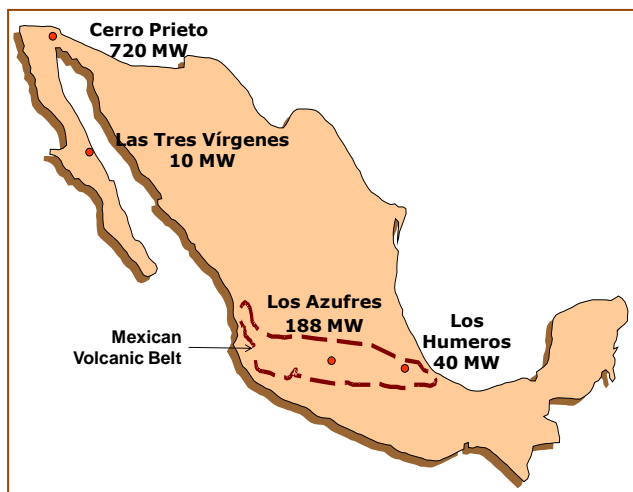 Cerro Prieto
720 MW
Las Tres Vírgenes
10 MW
Los Azufres
188 MW
Mexican
Volcanic Belt
Los
Humeros
40 MW